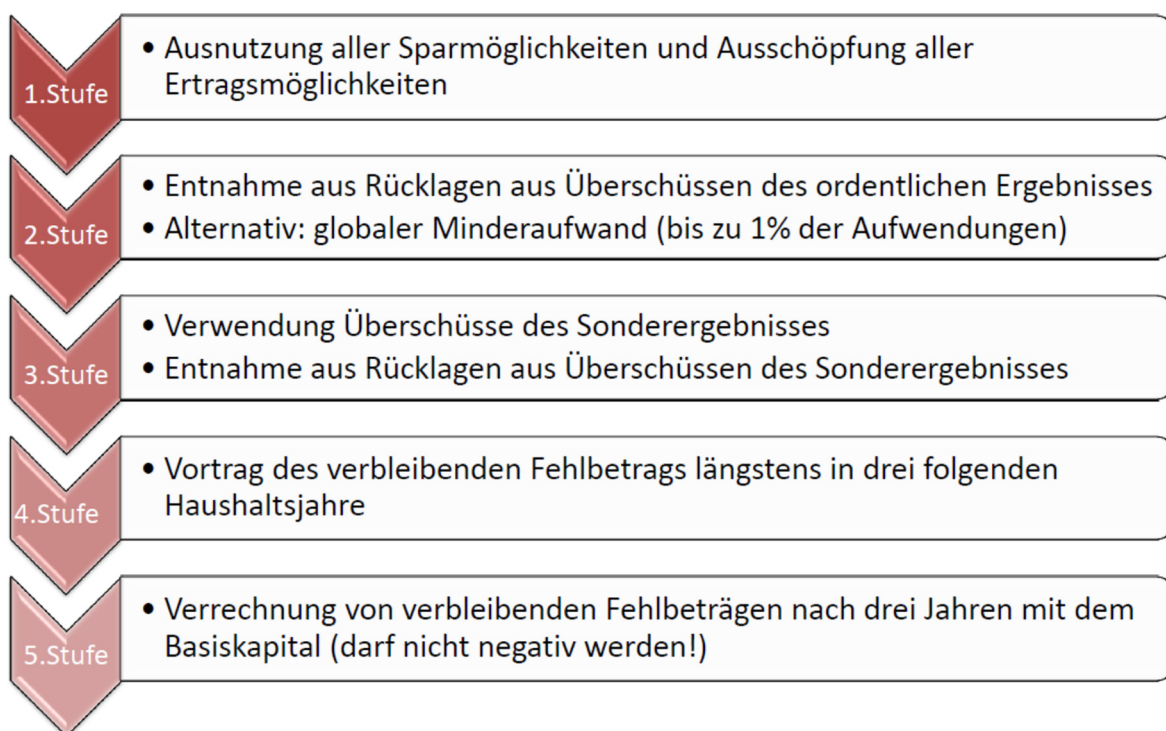 1.Stufe
• Ausnutzung aller Sparmöglichkeiten und Ausschöpfung aller
Ertragsmöglichkeiten
2.Stufe
• Entnahme aus Rücklagen aus Überschüssen des ordentlichen Ergebnisses
• Alternativ: globaler Minderaufwand (bis zu 1% der Aufwendungen)
3.Stufe
• Verwendung Überschüsse des Sonderergebnisses
• Entnahme aus Rücklagen aus Überschüssen des Sonderergebnisses
4.Stufe
• Vortrag des verbleibenden Fehlbetrags längstens in drei folgenden
Haushaltsjahre
5.Stufe
• Verrechnung von verbleibenden Fehlbeträgen nach drei Jahren mit dem
Basiskapital (darf nicht negativ werden!)